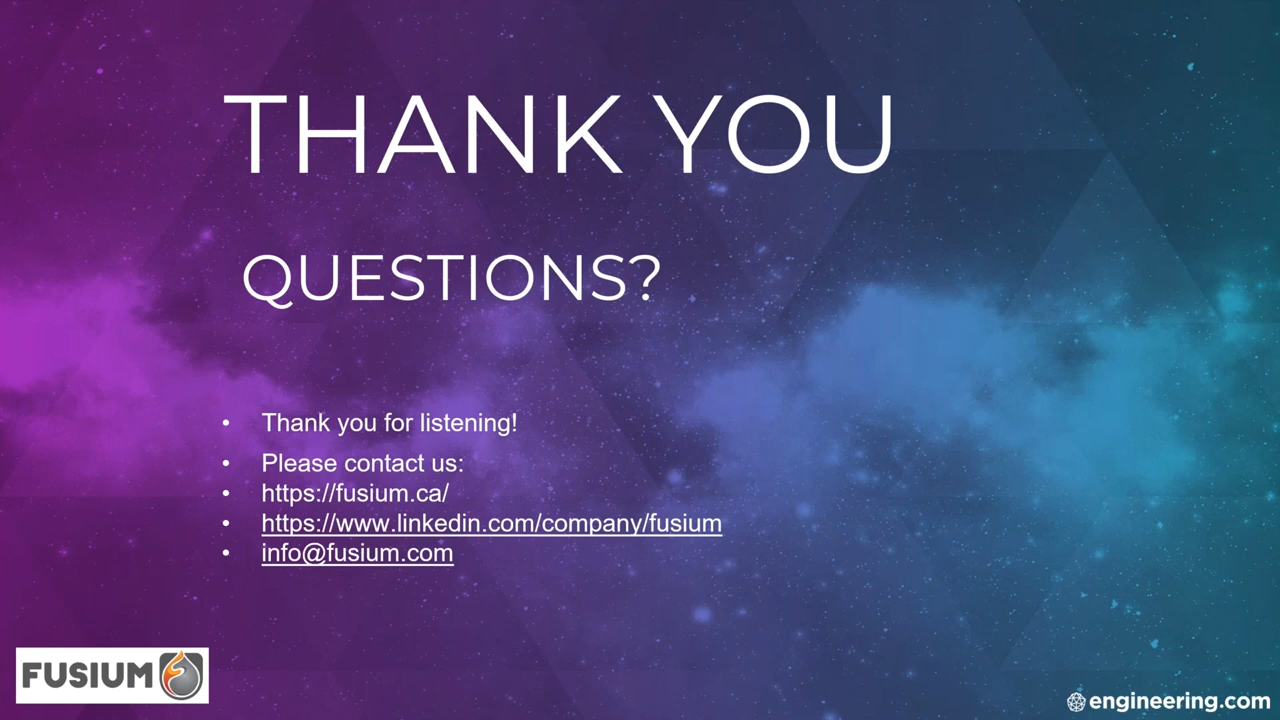 THANK YOU
QUESTIONS?
• Thank you for listening!
• Please contact us:
• https://fusium.ca/
• https://www.linkedin.com/company/fusium
• info@fusium.com
FUSIUM
engineering.com